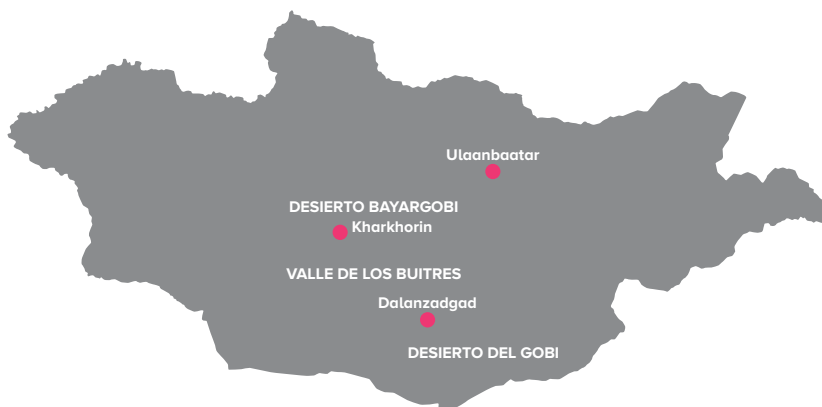 Ulaanbaatar
DESIERTO BAYARGOBI
Kharkhorin
VALLE DE LOS BUITRES
Dalanzadgad
DESIERTO DEL GOBI